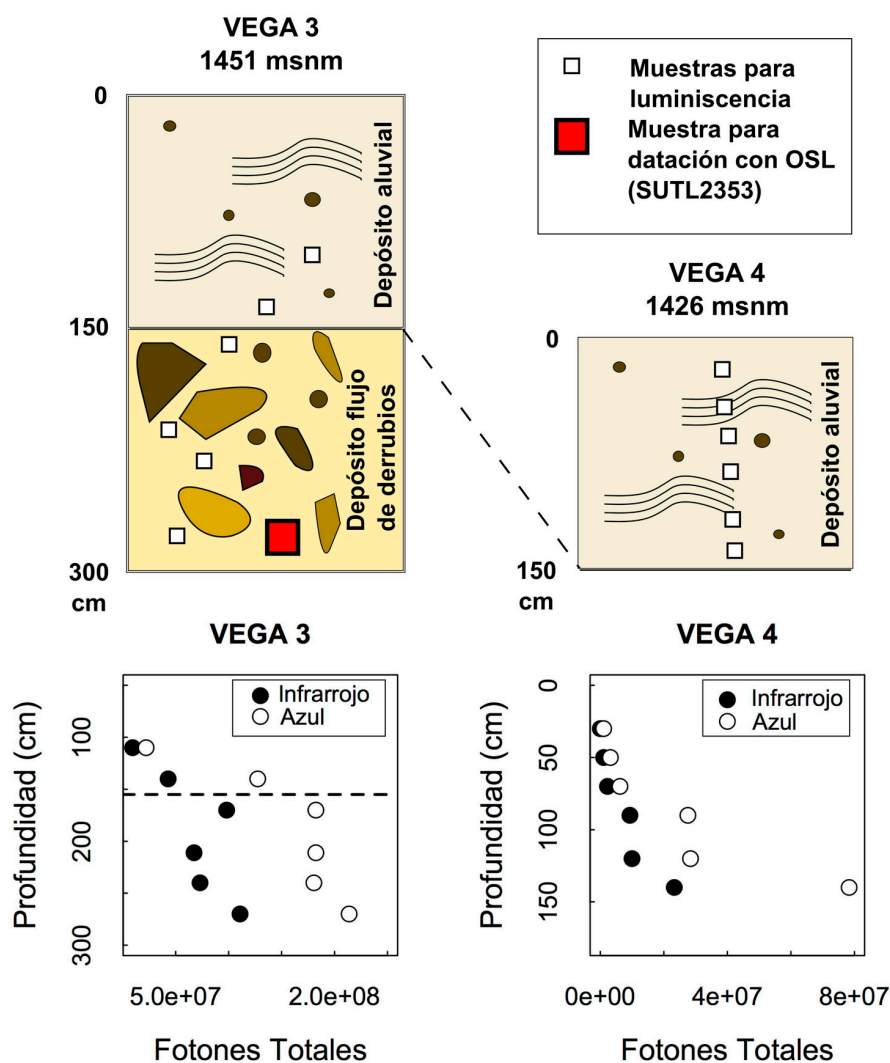 VEGA 3
1451 msnm
0
150
300
cm
Depósito aluvial
Depósito flujo
de derrubios
Muestras para
luminiscencia
Muestra para
datación con OSL
(SUTL2353)
VEGA 4
1426 msnm
0
150
cm
Depósito aluvial
VEGA 3
Infrarrojo
Azul
Profundidad (cm)
100
200
300
5.0e+07 2.0e+08
Fotones Totales
VEGA 4
Infrarrojo
Azul
Profundidad (cm)
0
50
100
150
0e+00 4e+07 8e+07
Fotones Totales